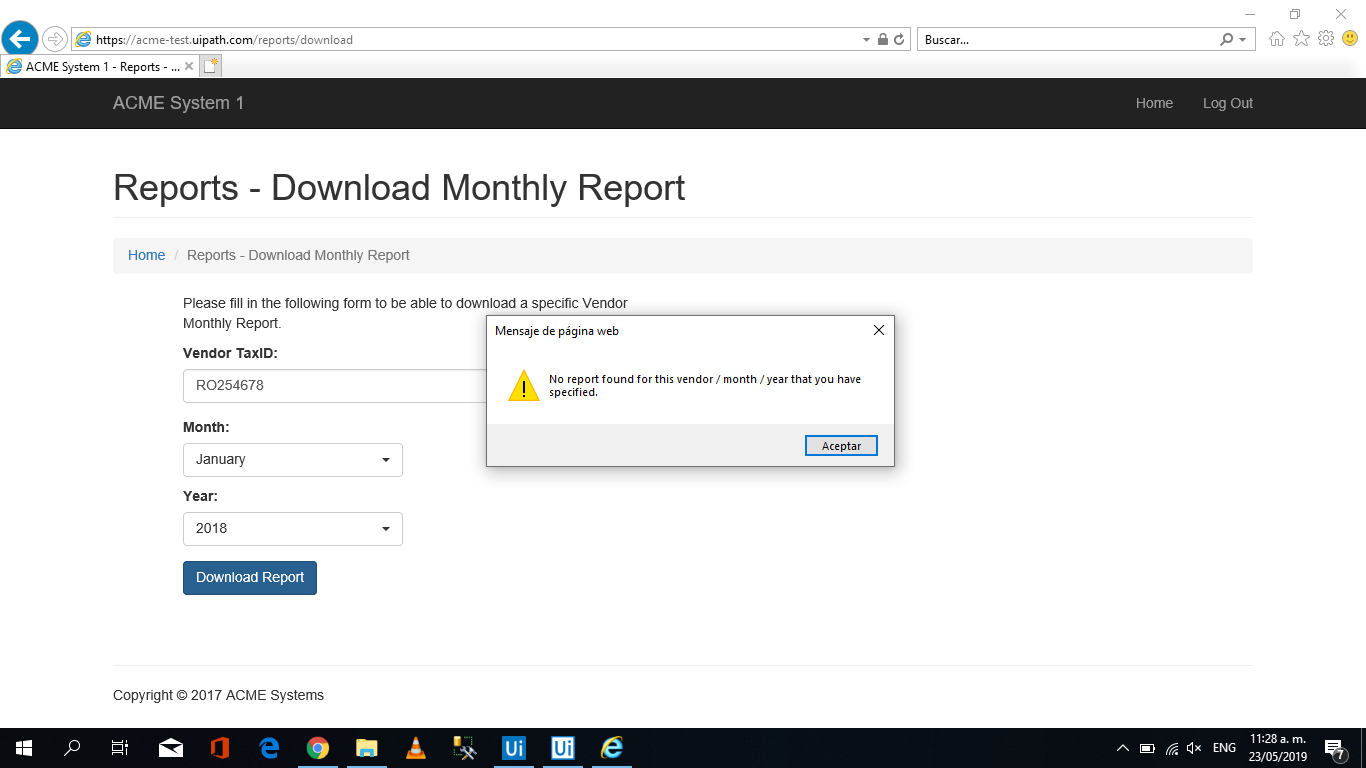 https://acme-test.uipath.com/reports/download
Buscar...
ACME System 1 - Reports - ...
ACME System 1
Home
Log Out
Reports - Download Monthly Report
Home / Reports - Download Monthly Report
Please fill in the following form to be able to download a specific Vendor
Monthly Report.
Mensaje de página web
No report found for this vendor / month / year that you have
specified.
Aceptar
Vendor TaxID:
RO254678
Month:
January
Year:
2018
Download Report
Copyright © 2017 ACME Systems
Ui
Ui
ENG
11:28 a. m.
23/05/2019
7